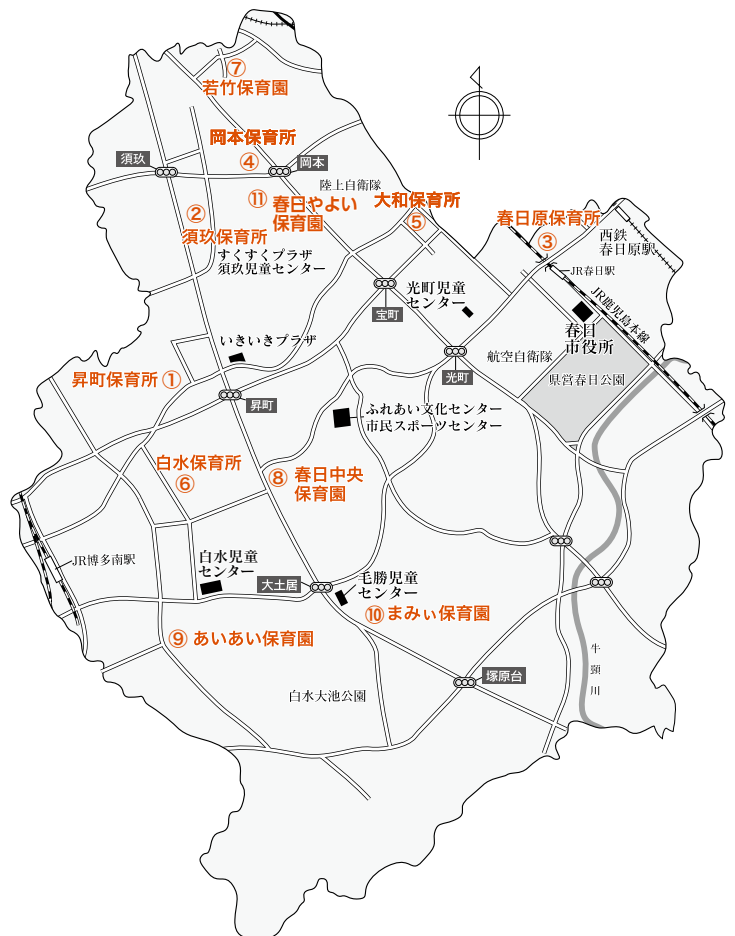 ⑦
若竹保育園
岡本保育所
④
須玖
岡本
陸上自衛隊
⑪ 春日やよい
保育園
大和保育所
⑤
②
須玖保育所
春日原保育所
③
西鉄
春日原駅
すくすくプラザ
須玖児童センター
JR春日駅
JR鹿児島本線
光町児童
センター
宝町
春日
市役所
いきいきプラザ
航空自衛隊
光町
県営春日公園
昇町保育所 ①
昇町
ふれあい文化センター
市民スポーツセンター
白水保育所
⑥
⑧ 春日中央
保育園
JR博多南駅
白水児童
センター
大土居
毛勝児童
センター
⑩ まみぃ保育園
⑨ あいあい保育園
牛
頸
川
塚原台
白水大池公園